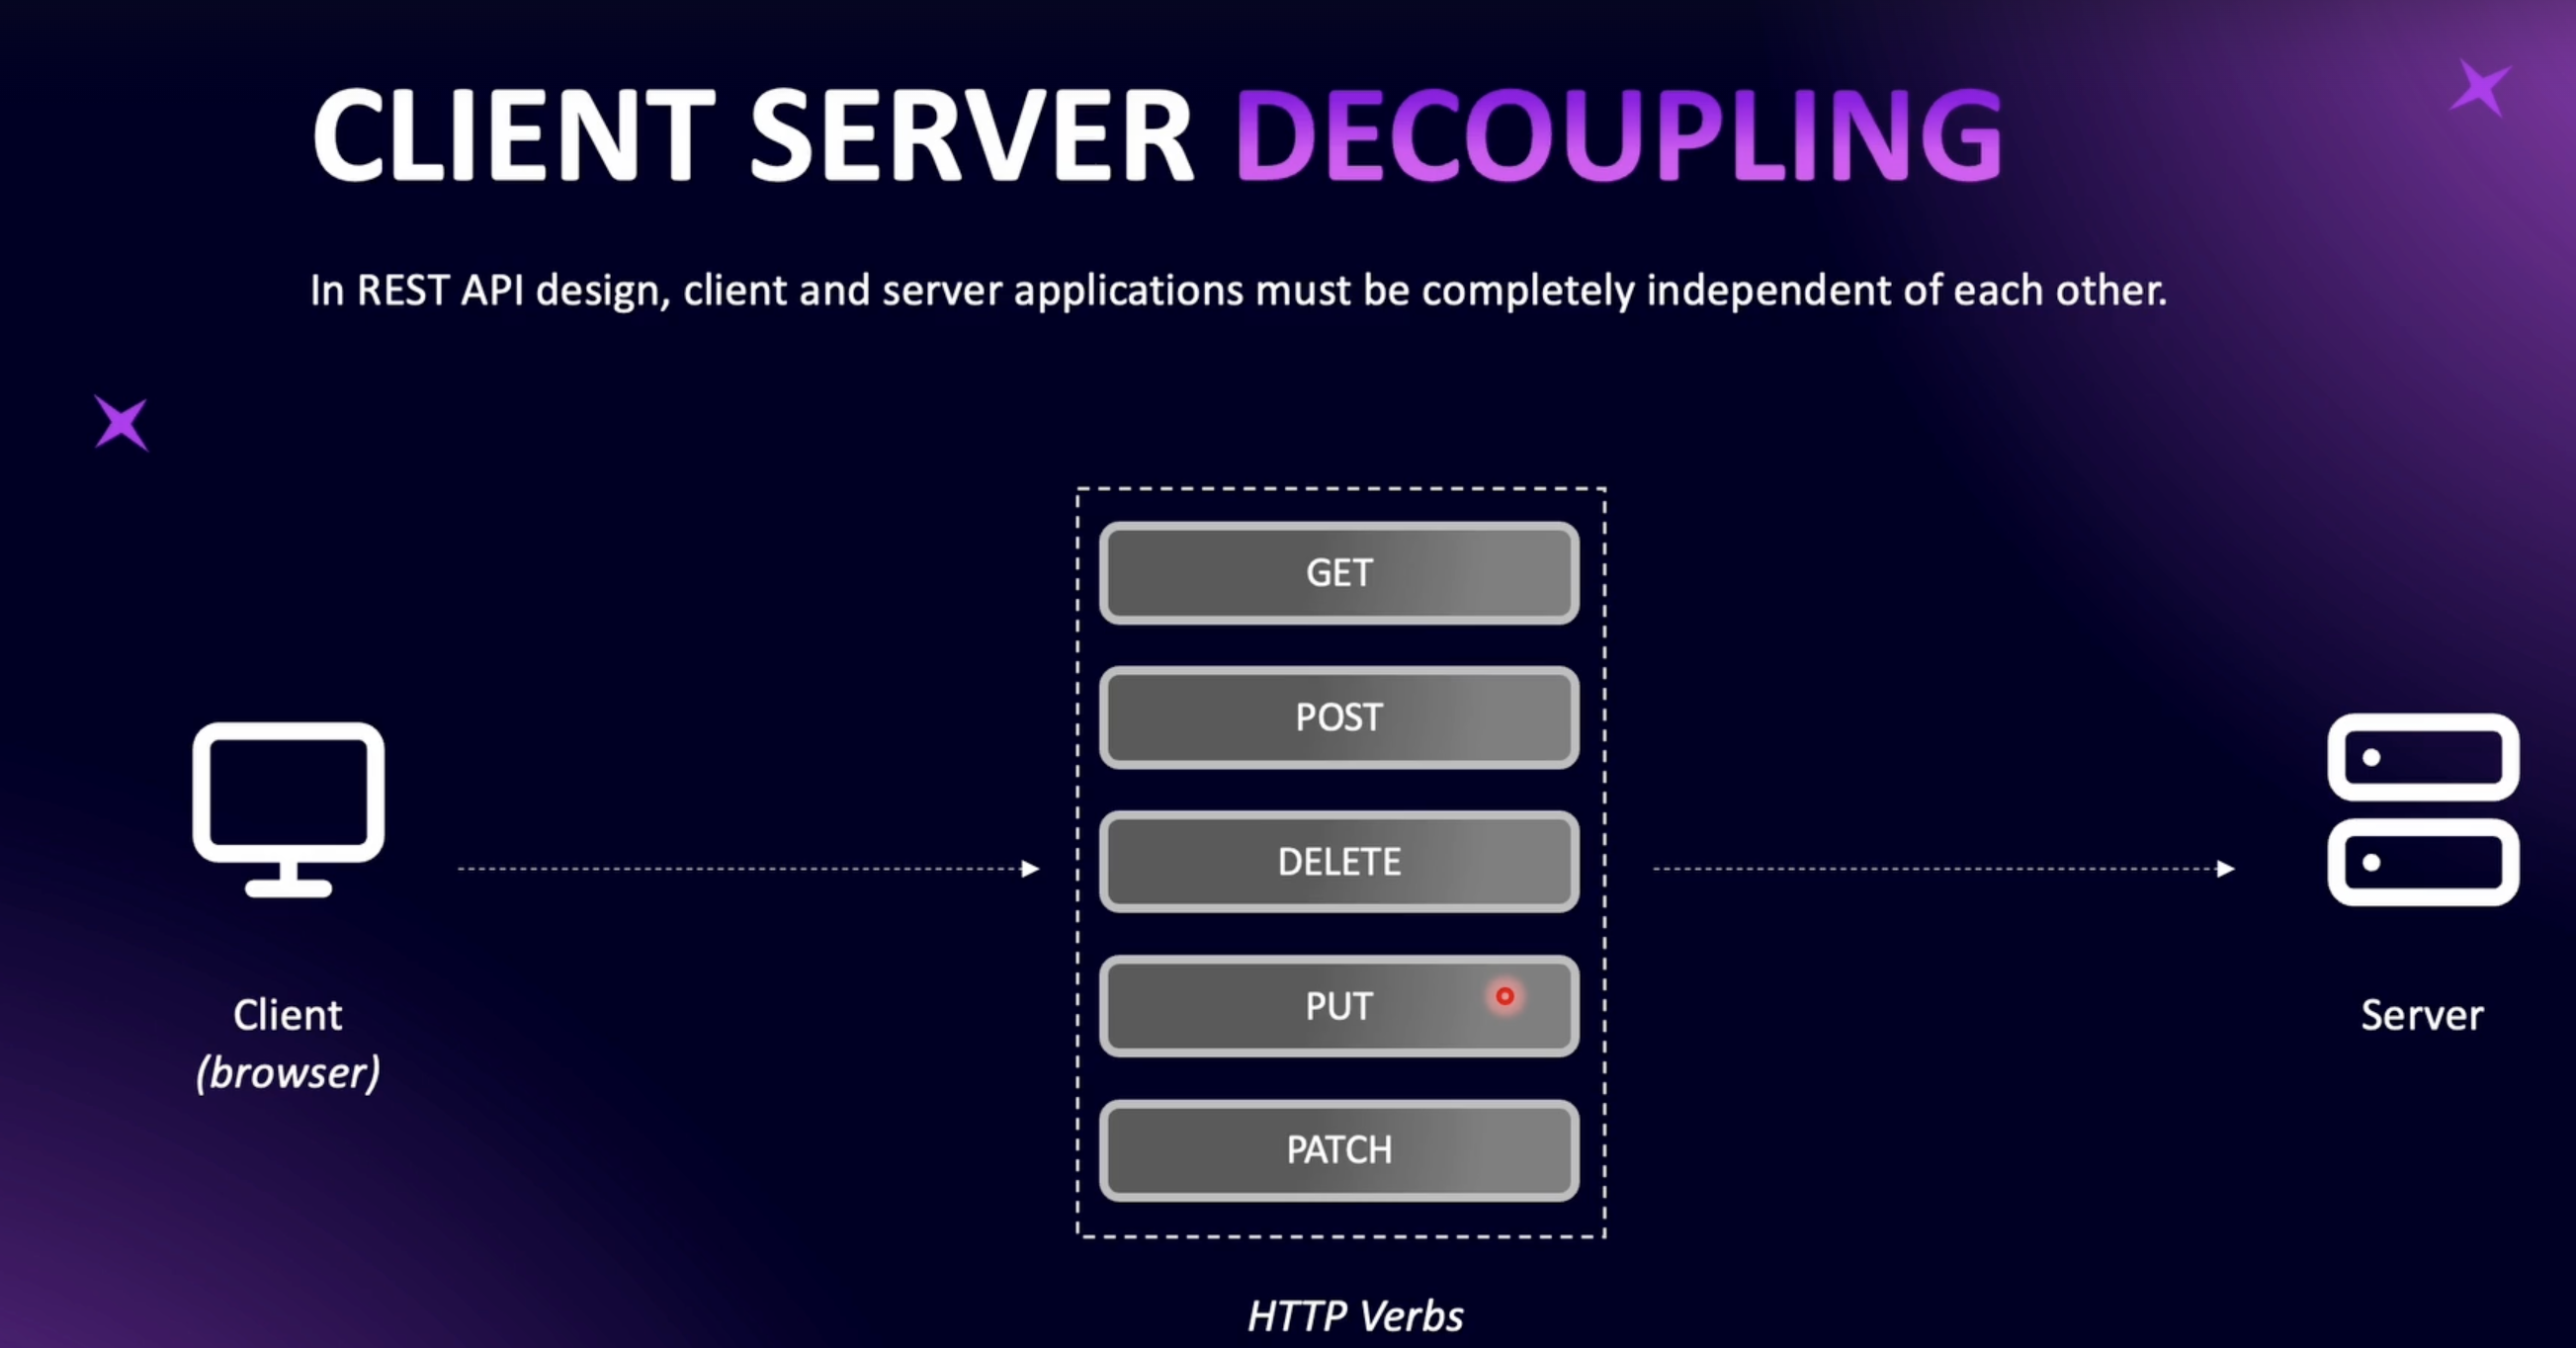 CLIENT SERVER DECOUPLING
In REST API design, client and server applications must be completely independent of each other.
GET
POST
DELETE
PUT
PATCH
Client
(browser)
Server
HTTP Verbs